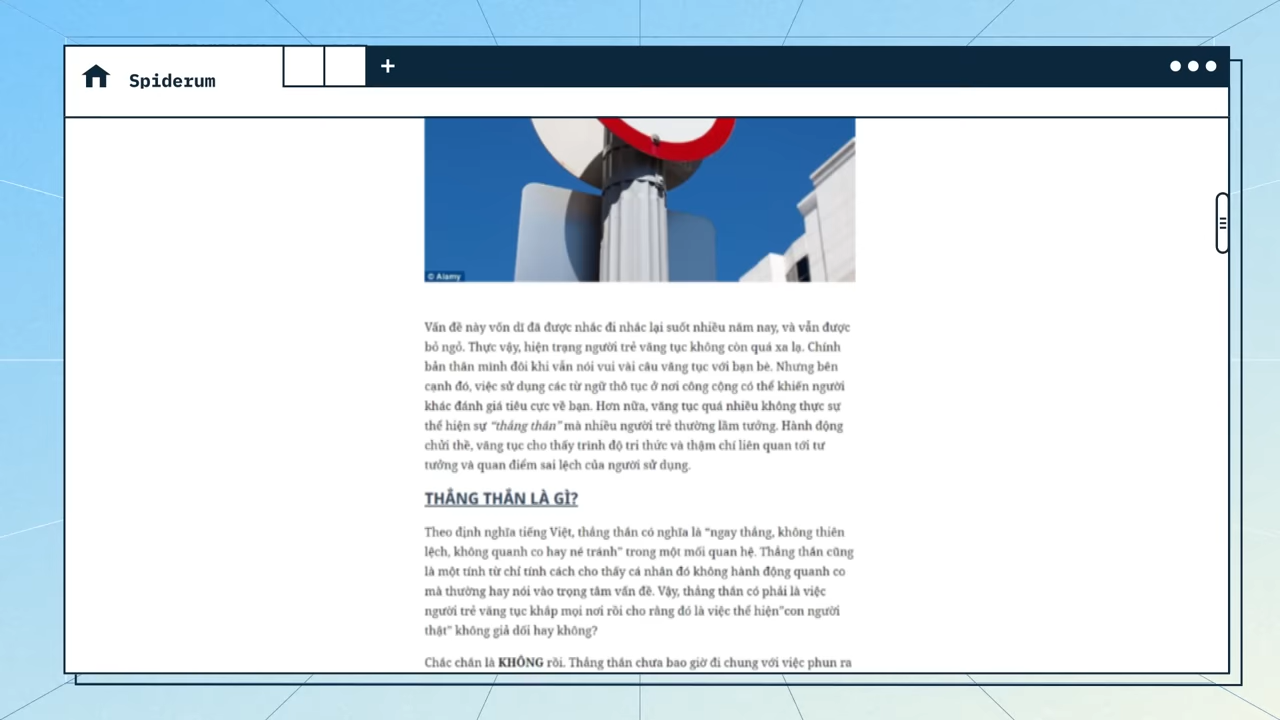 Spiderum
© Alamy
Vấn đề này vốn dĩ đã được nhắc đi nhắc lại suốt nhiều năm nay, và vẫn được
bỏ ngỏ. Thực vậy, hiện trạng người trẻ văng tục không còn quá xa lạ. Chính
bản thân mình đôi khi vẫn nói vui vài câu văng tục với bạn bè. Nhưng bên
cạnh đó, việc sử dụng các từ ngữ thô tục ở nơi công cộng có thể khiến người
khác đánh giá tiêu cực về bạn. Hơn nữa, văng tục quá nhiều không thực sự
thể hiện sự “thẳng thắn” mà nhiều người trẻ thường lầm tưởng. Hành động
chửi thề, văng tục cho thấy trình độ tri thức và thậm chí liên quan tới tư
tưởng và quan điểm sai lệch của người sử dụng.
THẲNG THẮN LÀ GÌ?
Theo định nghĩa tiếng Việt, thẳng thắn có nghĩa là “ngay thẳng, không thiên
lệch, không quanh co hay né tránh” trong một mối quan hệ. Thẳng thắn cũng
là một tính từ chỉ tính cách cho thấy cá nhân đó không hành động quanh co
mà thường hay nói vào trọng tâm vấn đề. Vậy, thẳng thắn có phải là việc
người trẻ văng tục khắp mọi nơi rồi cho rằng đó là việc thể hiện"con người
thật" không giả dối hay không?
Chắc chắn là KHÔNG rồi. Thẳng thắn chưa bao giờ đi chung với việc phun ra